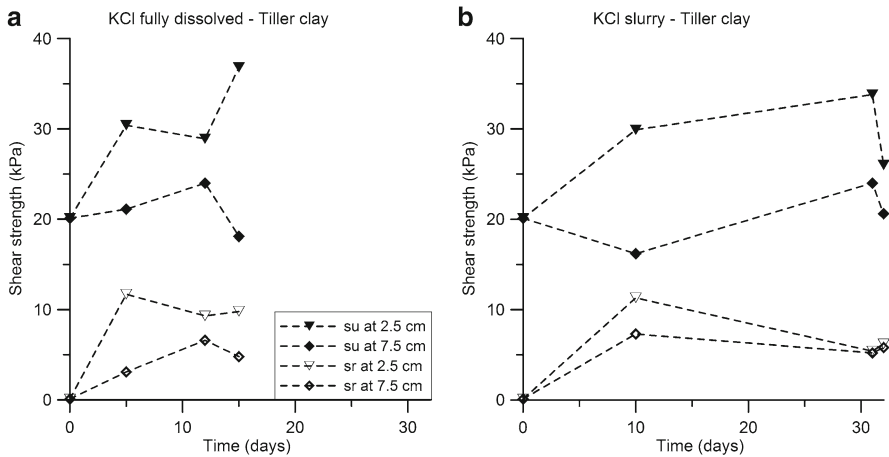 a
KCl fully dissolved - Tiller clay
40
30
20
10
0
Shear strength (kPa)
0
10
20
30
Time (days)
su at 2.5 cm
su at 7.5 cm
sr at 2.5 cm
sr at 7.5 cm
b
KCl slurry - Tiller clay
40
30
20
10
0
Shear strength (kPa)
0
10
20
30
Time (days)